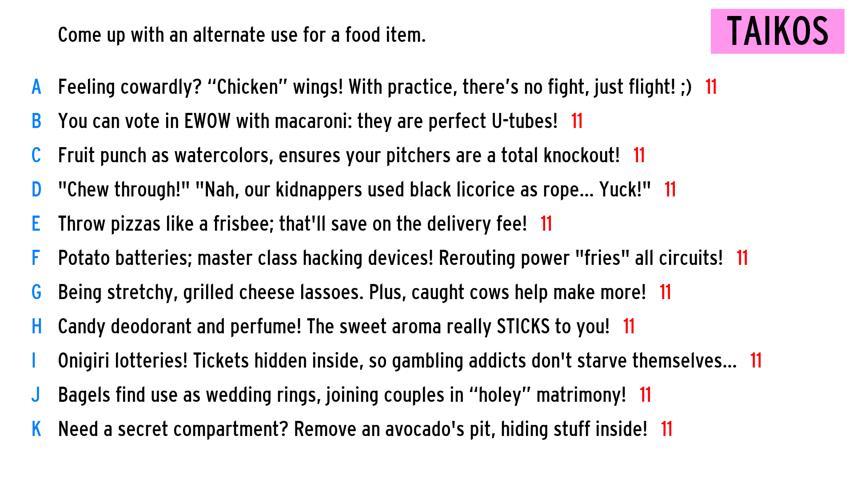 Come up with an alternate use for a food item.
TAIKOS
A Feeling cowardly? “Chicken” wings! With practice, there’s no fight, just flight! ;) 11
B You can vote in EWOW with macaroni: they are perfect U-tubes! 11
C Fruit punch as watercolors, ensures your pitchers are a total knockout! 11
D "Chew through!" "Nah, our kidnappers used black licorice as rope... Yuck!" 11
E Throw pizzas like a frisbee; that'll save on the delivery fee! 11
F Potato batteries; master class hacking devices! Rerouting power "fries" all circuits! 11
G Being stretchy, grilled cheese lassoes. Plus, caught cows help make more! 11
H Candy deodorant and perfume! The sweet aroma really STICKS to you! 11
I Onigiri lotteries! Tickets hidden inside, so gambling addicts don't starve themselves... 11
J Bagels find use as wedding rings, joining couples in “holey” matrimony! 11
K Need a secret compartment? Remove an avocado's pit, hiding stuff inside! 11